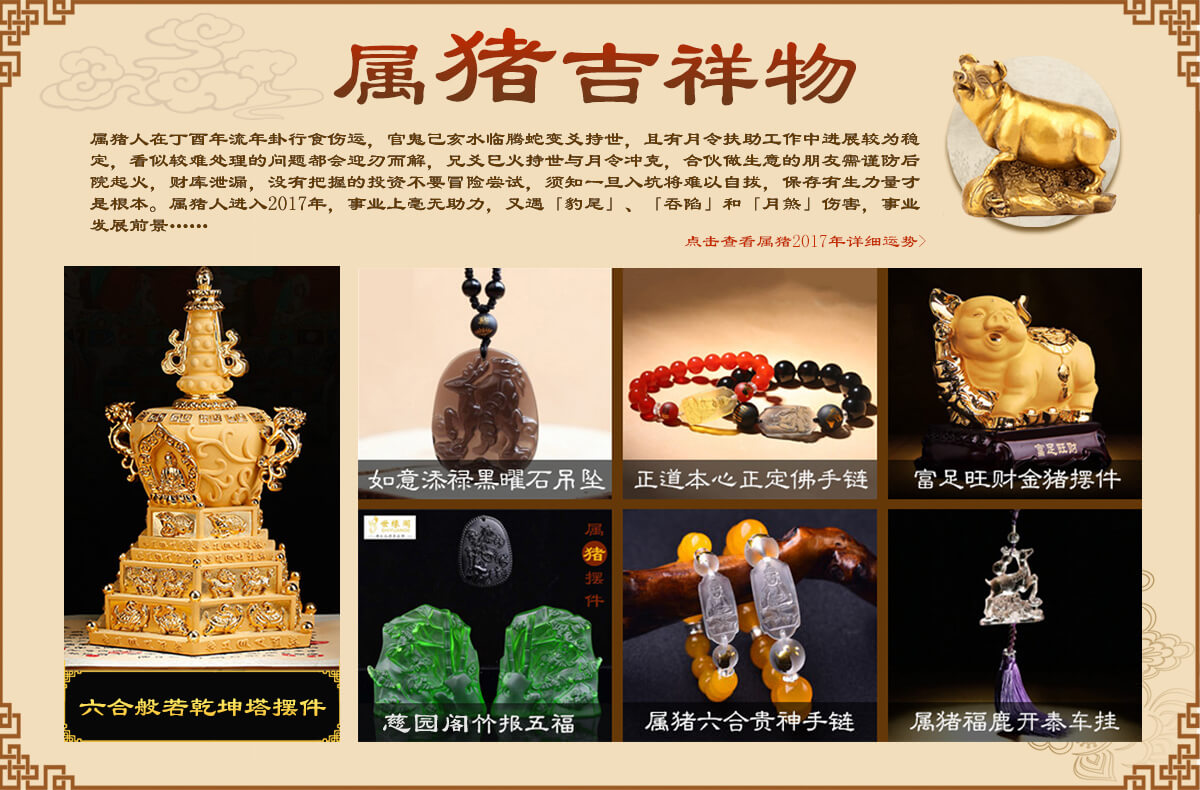 属猪吉祥物
属猪人在丁酉年流年卦行食伤运，官鬼己亥水临腾蛇变爻持世，且有月令扶助工作中进展较为稳
定，看似较难处理的问题都会迎刃而解，兄爻巳火持世与月令冲克，合伙做生意的朋友需谨防后
院起火，财库泄漏，没有把握的投资不要冒险尝试，须知一旦入坑将难以自拔，保存有生力量才
是根本。属猪人进入2017年，事业上毫无助力，又遇「豹尾」、「吞陷」和「月煞」伤害，事业
发展前景······
点击查看属猪2017年详细运势>
六合般若乾坤塔摆件
如意添禄黑曜石吊坠
正道本心正定佛手链
富足旺财
富足旺财金猪摆件
世缘阁
属猪摆件
慈园阁竹报五福
属猪六合贵神手链
属猪福鹿开泰车挂